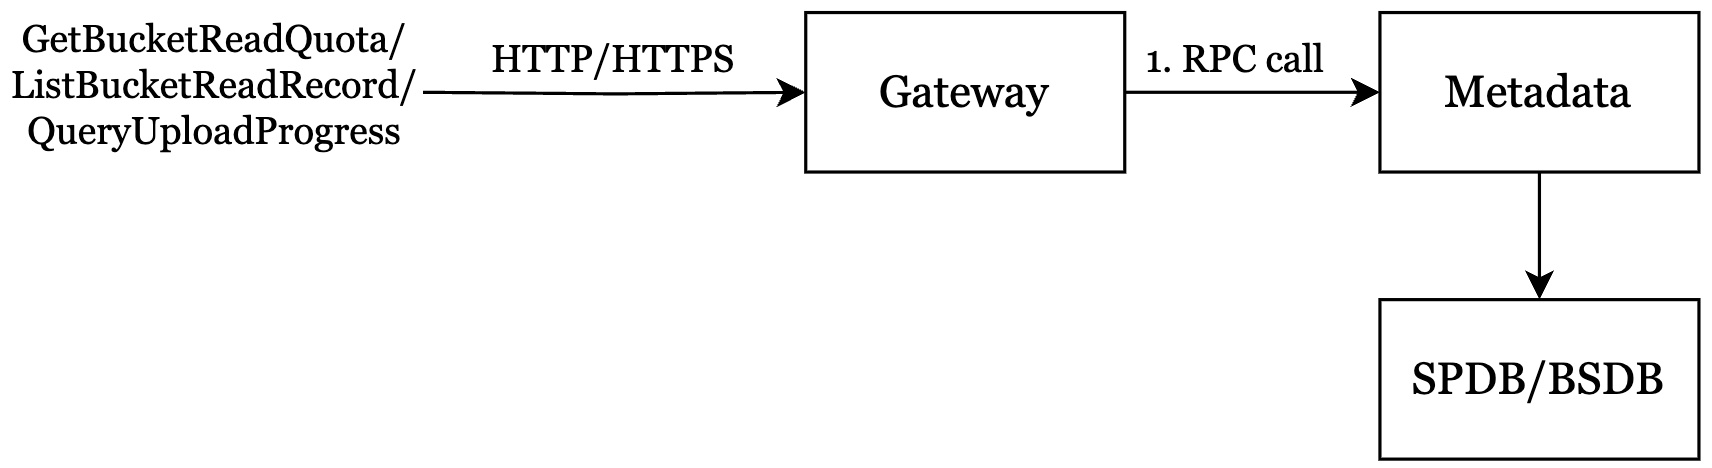 GetBucketReadQuota/
ListBucketReadRecord/
QueryUploadProgress
HTTP/HTTPS
Gateway
1. RPC call
Metadata
SPDB/BSDB